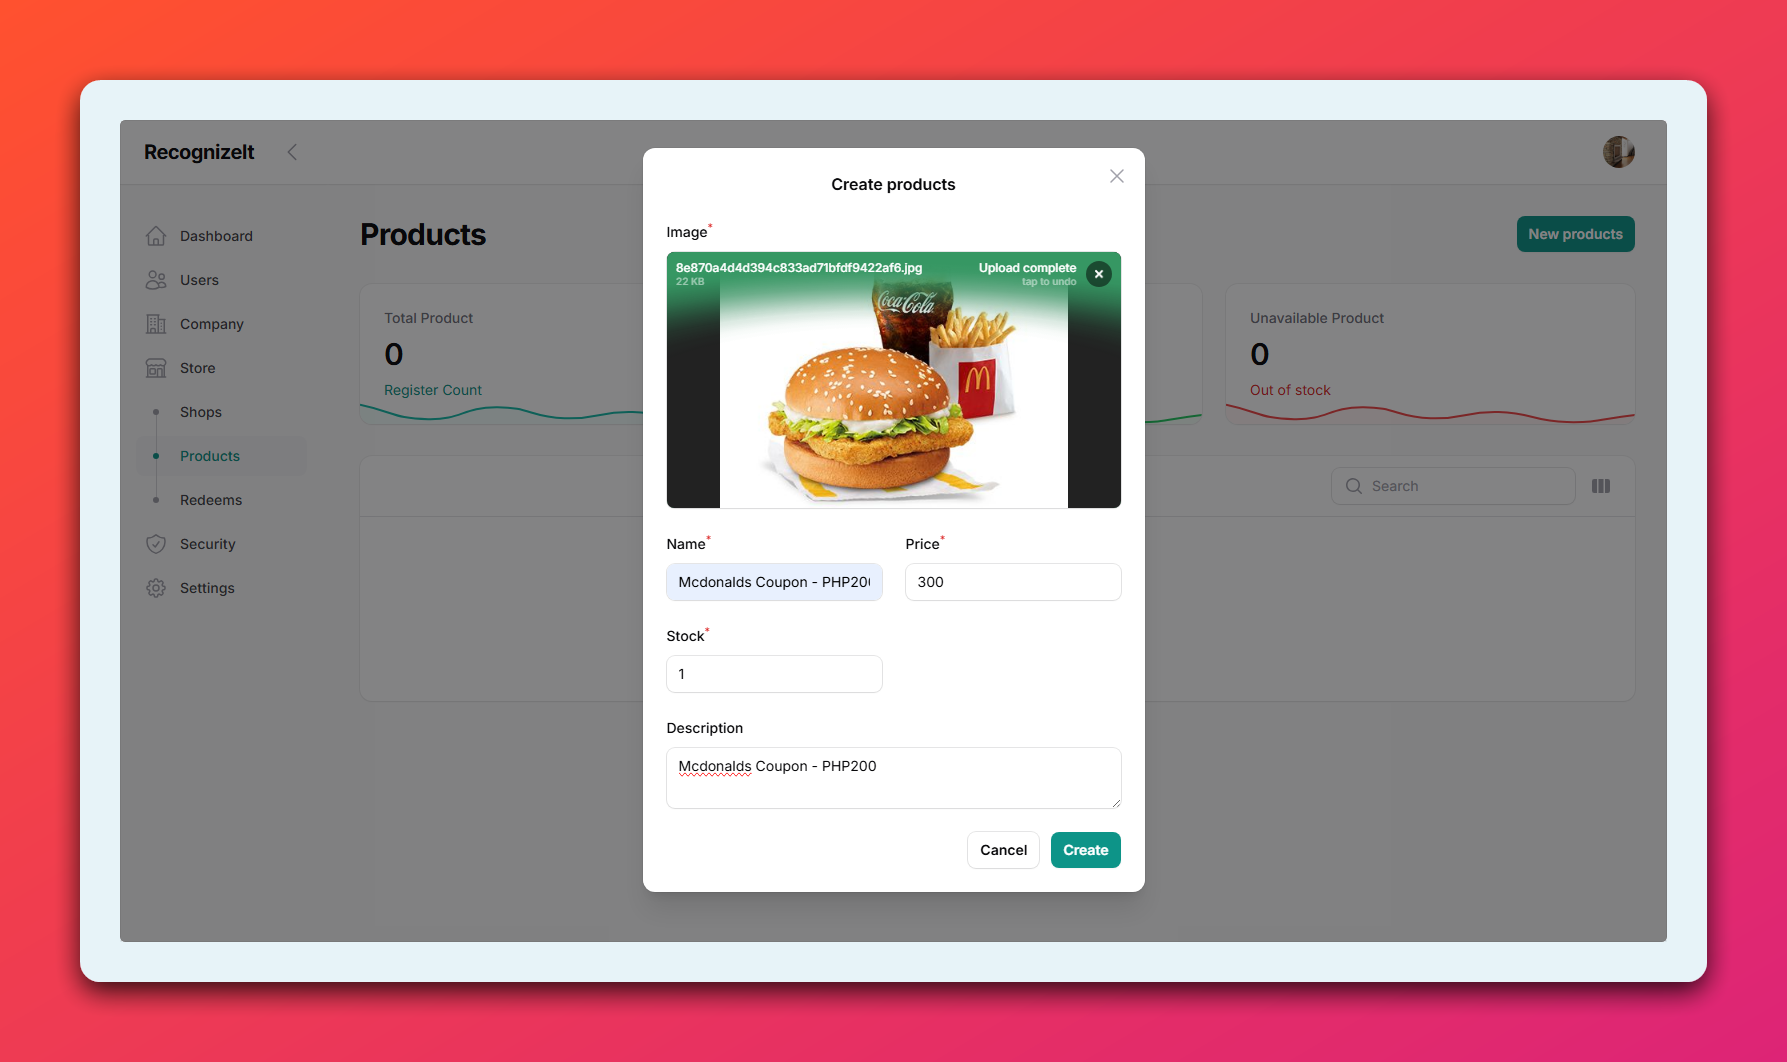 RecognizeIt
Dashboard
Users
Company
Store
Shops
Products
Redeems
Security
Settings
Products
New products
Total Product
0
Register Count
Unavailable Product
0
Out of stock
Search
Create products
Image*
8e870a4d4d394c833ad71bfdf9422af6.jpg
22 KB
Upload complete
tap to undo
Coca-Cola
Name*
Price*
Mcdonalds Coupon - PHP200
300
Stock*
1
Description
Mcdonalds Coupon - PHP200
Cancel
Create